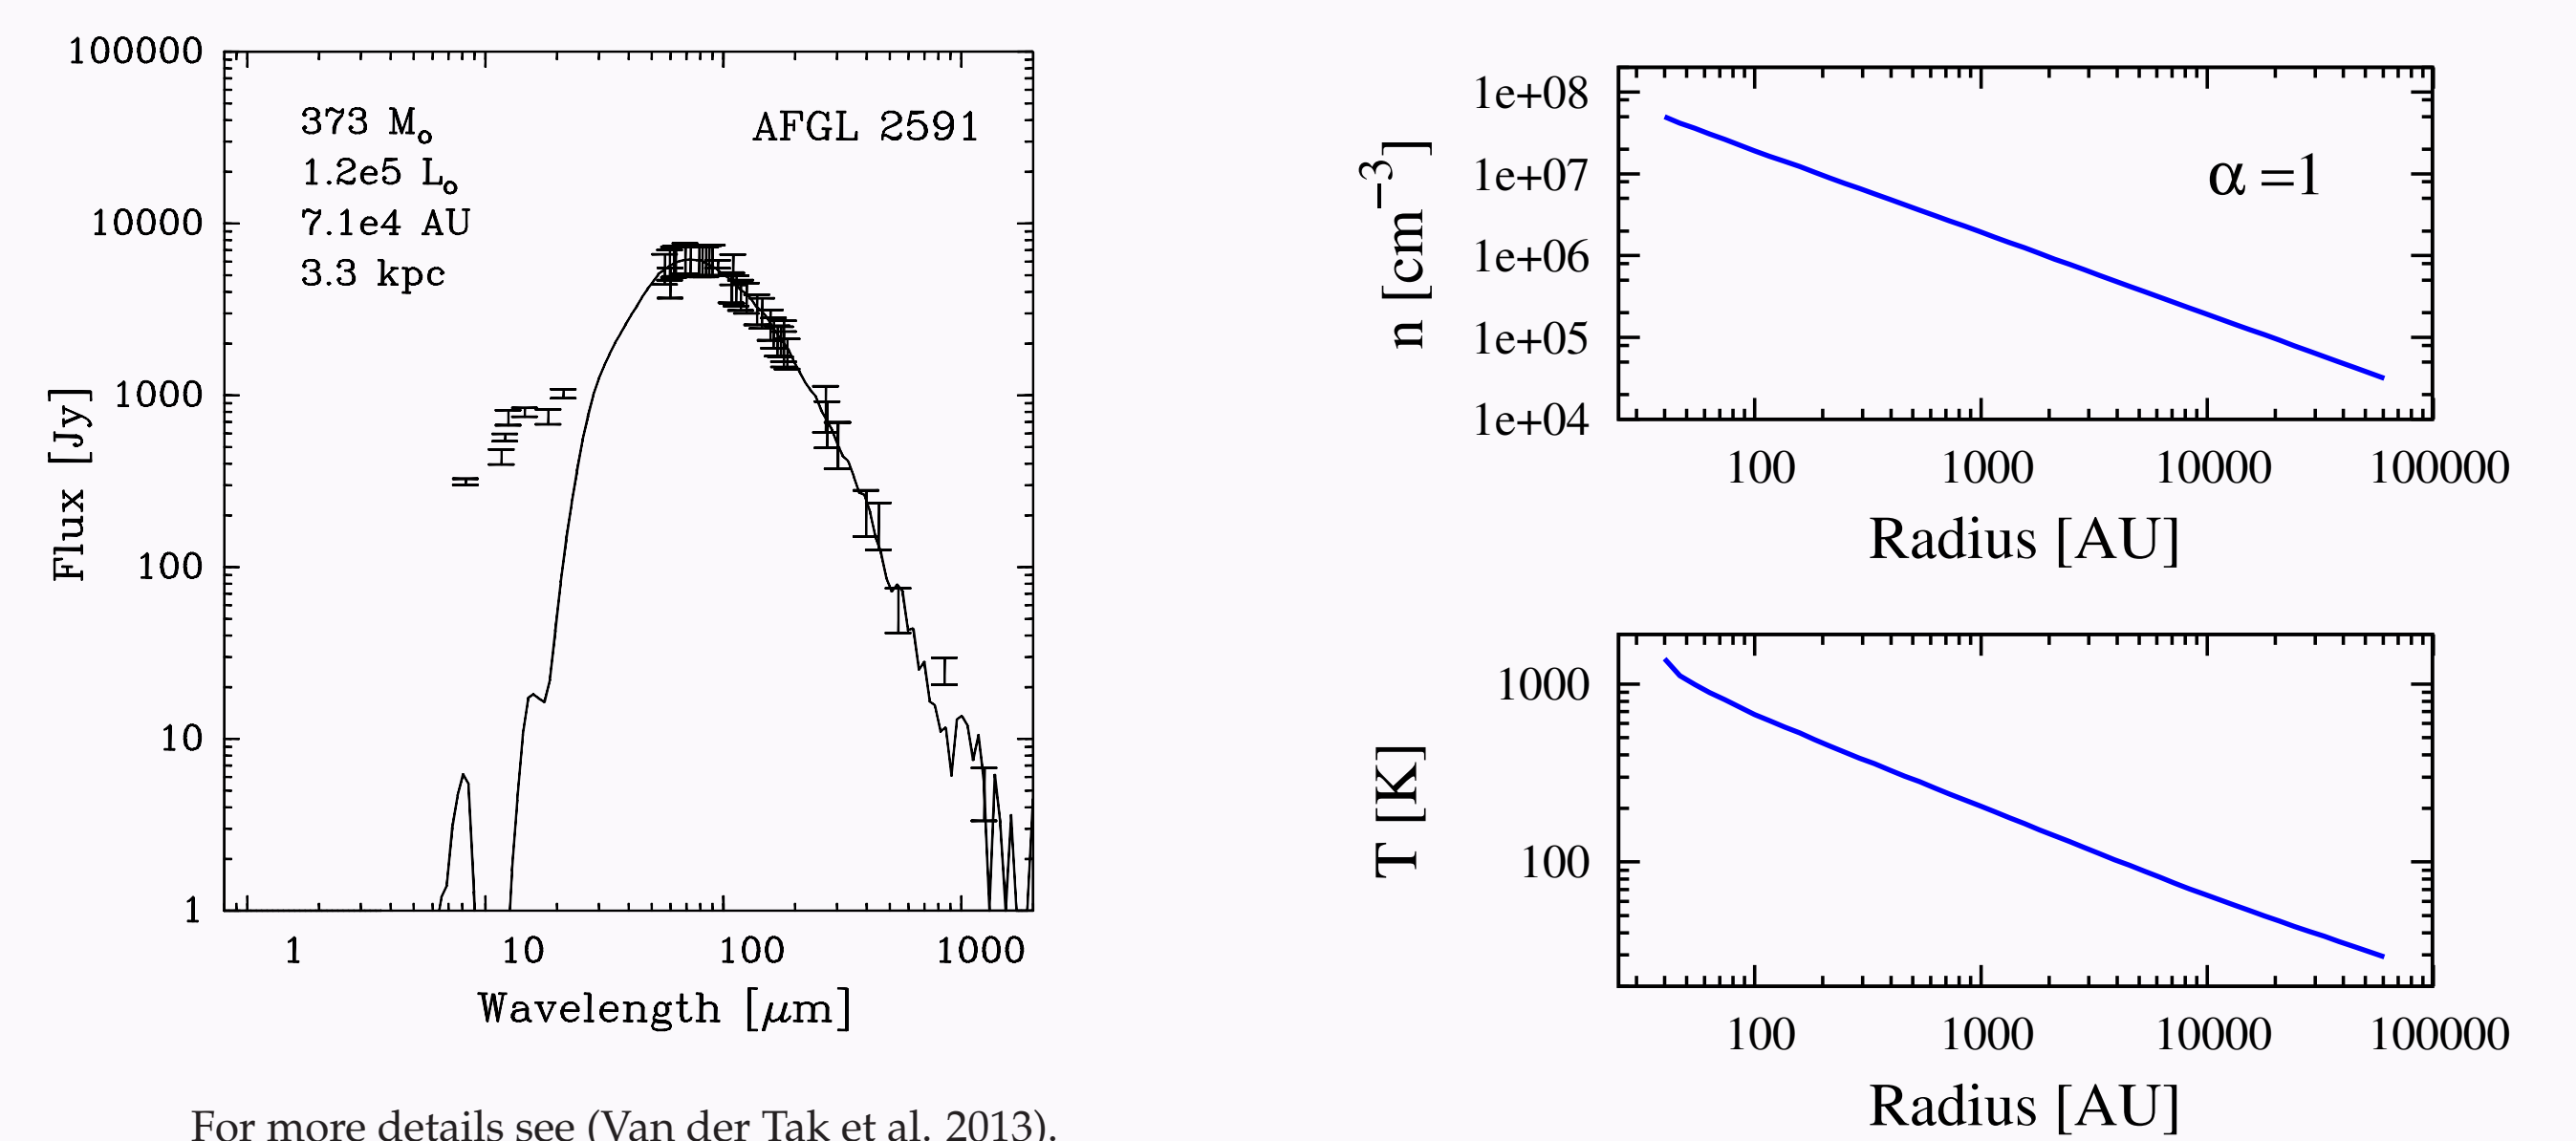 100000
10000
1000
100
10
1
Flux [Jy]
373 Mo
1.2e5 Lo
7.1e4 AU
3.3 kpc
AFGL 2591
1 10 100 1000
Wavelength [μm]
For more details see (Van der Tak et al. 2013).
1e+08
1e+07
1e+06
1e+05
1e+04
n [cm−3]
α =1
100 1000 10000 100000
Radius [AU]
1000
100
T [K]
100 1000 10000 100000
Radius [AU]